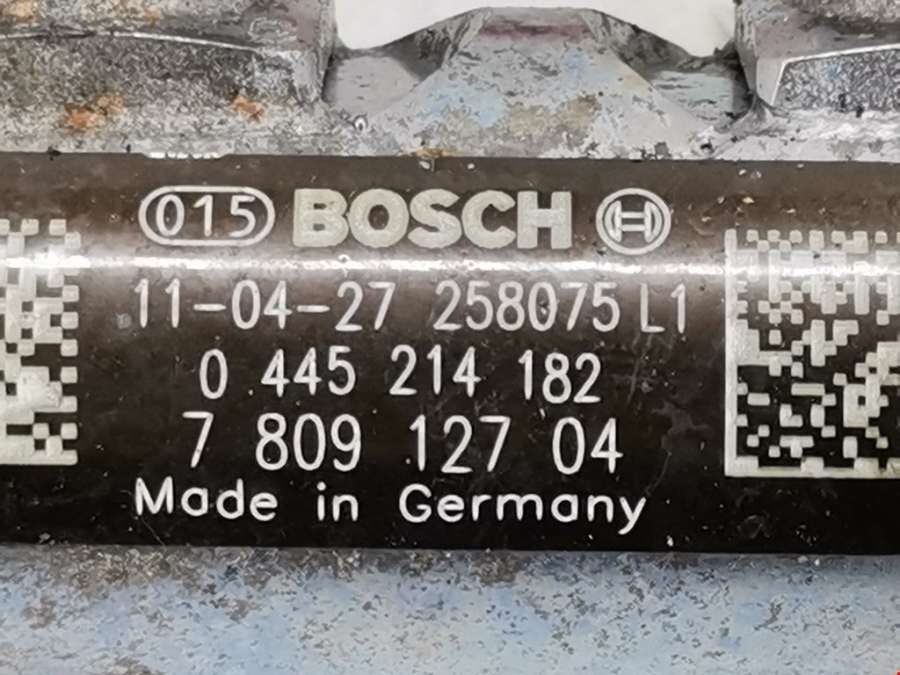 015 BOSCH
11-04-27 258075 L1
0 445 214 182
7 809 127 04
Made in Germany